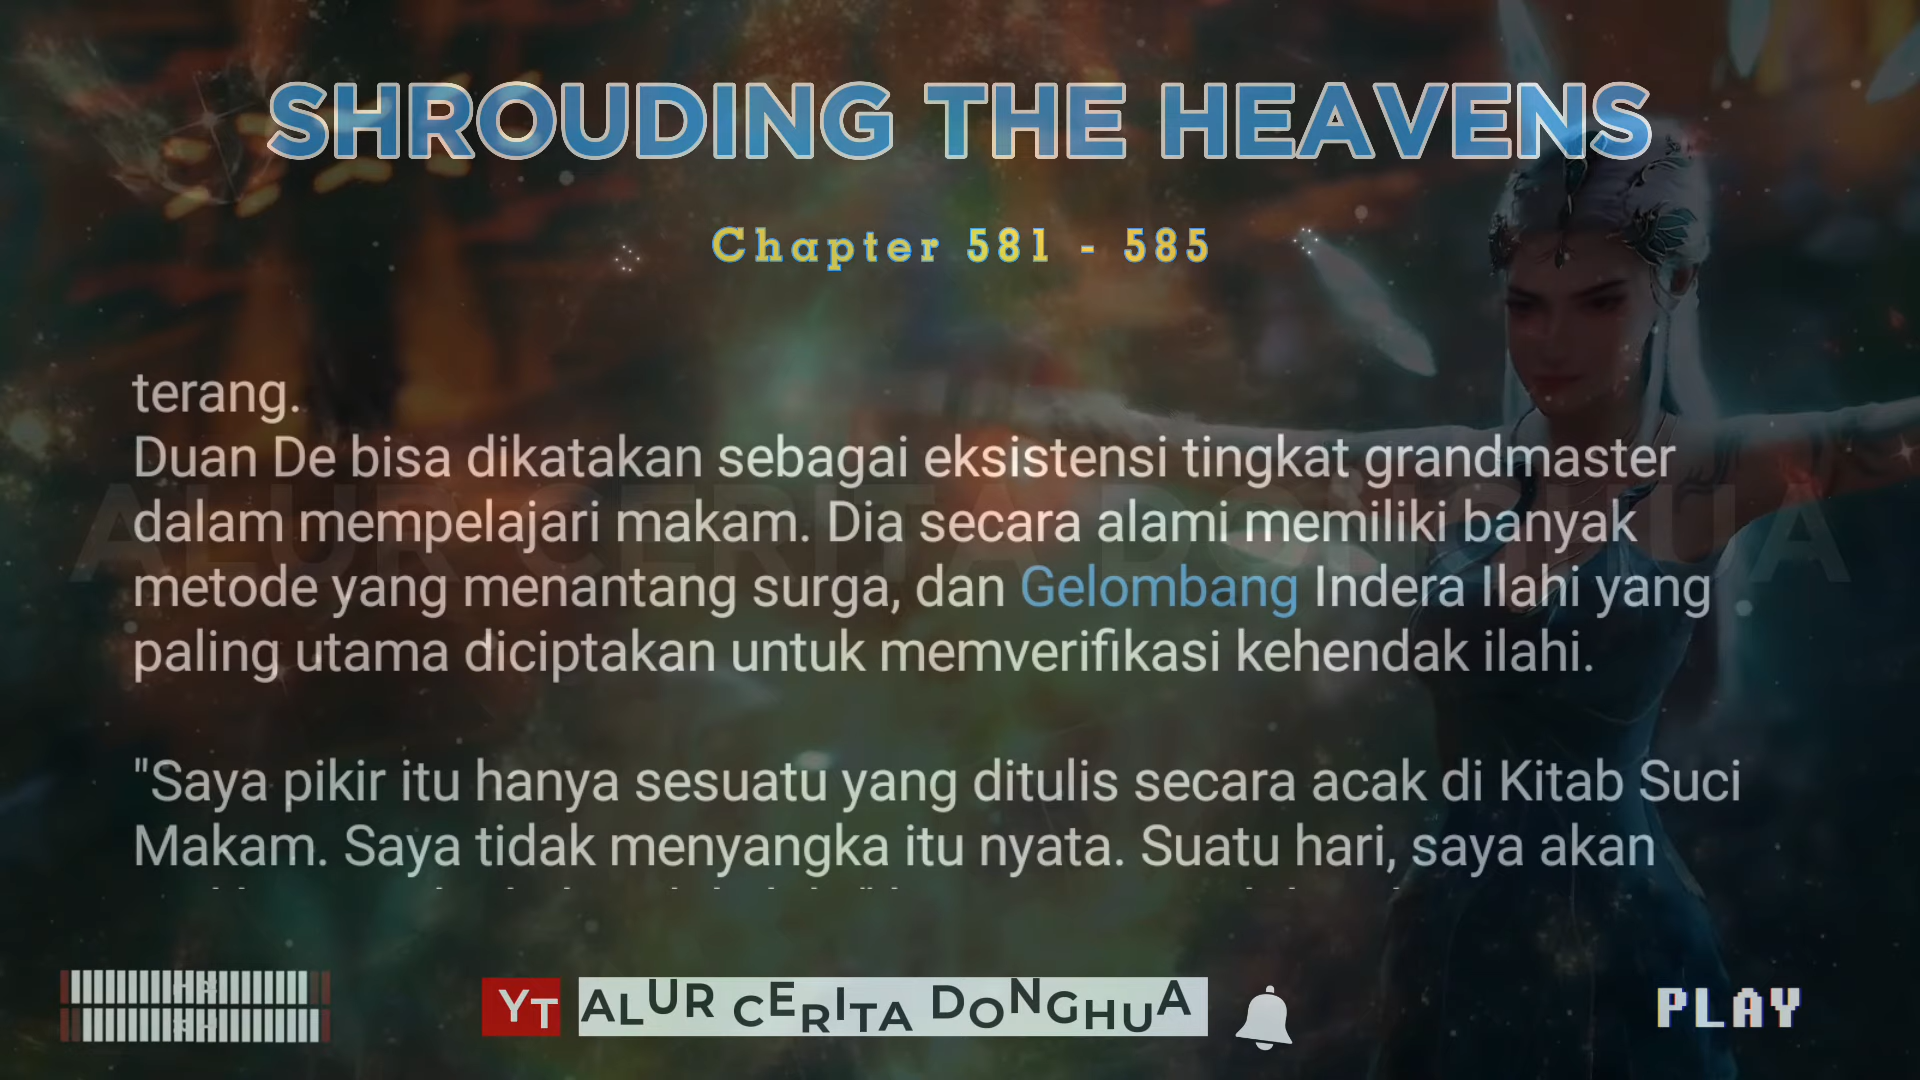 SHROUDING THE HEAVENS
Chapter 581 - 585
terang.
Duan De bisa dikatakan sebagai eksistensi tingkat grandmaster
dalam mempelajari makam. Dia secara alami memiliki banyak
metode yang menantang surga, dan Gelombang Indera Ilahi yang
paling utama diciptakan untuk memverifikasi kehendak ilahi.
"Saya pikir itu hanya sesuatu yang ditulis secara acak di Kitab Suci
Makam. Saya tidak menyangka itu nyata. Suatu hari, saya akan
ALUR CERITA DONGHUA
YT ALUR CERITA DONGHUA
PLAY